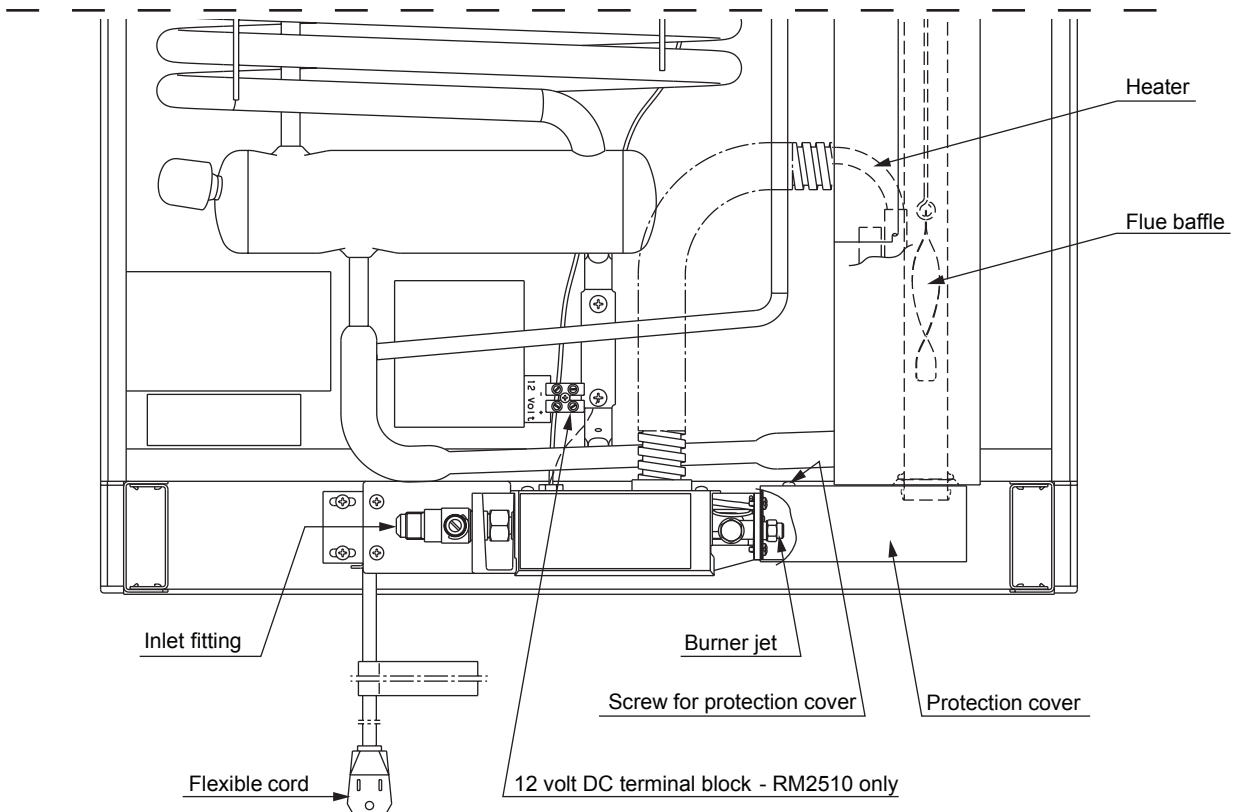 Heater
Flue baffle
12 Volt
- +
Inlet fitting
Burner jet
Screw for protection cover
Protection cover
Flexible cord
12 volt DC terminal block - RM2510 only